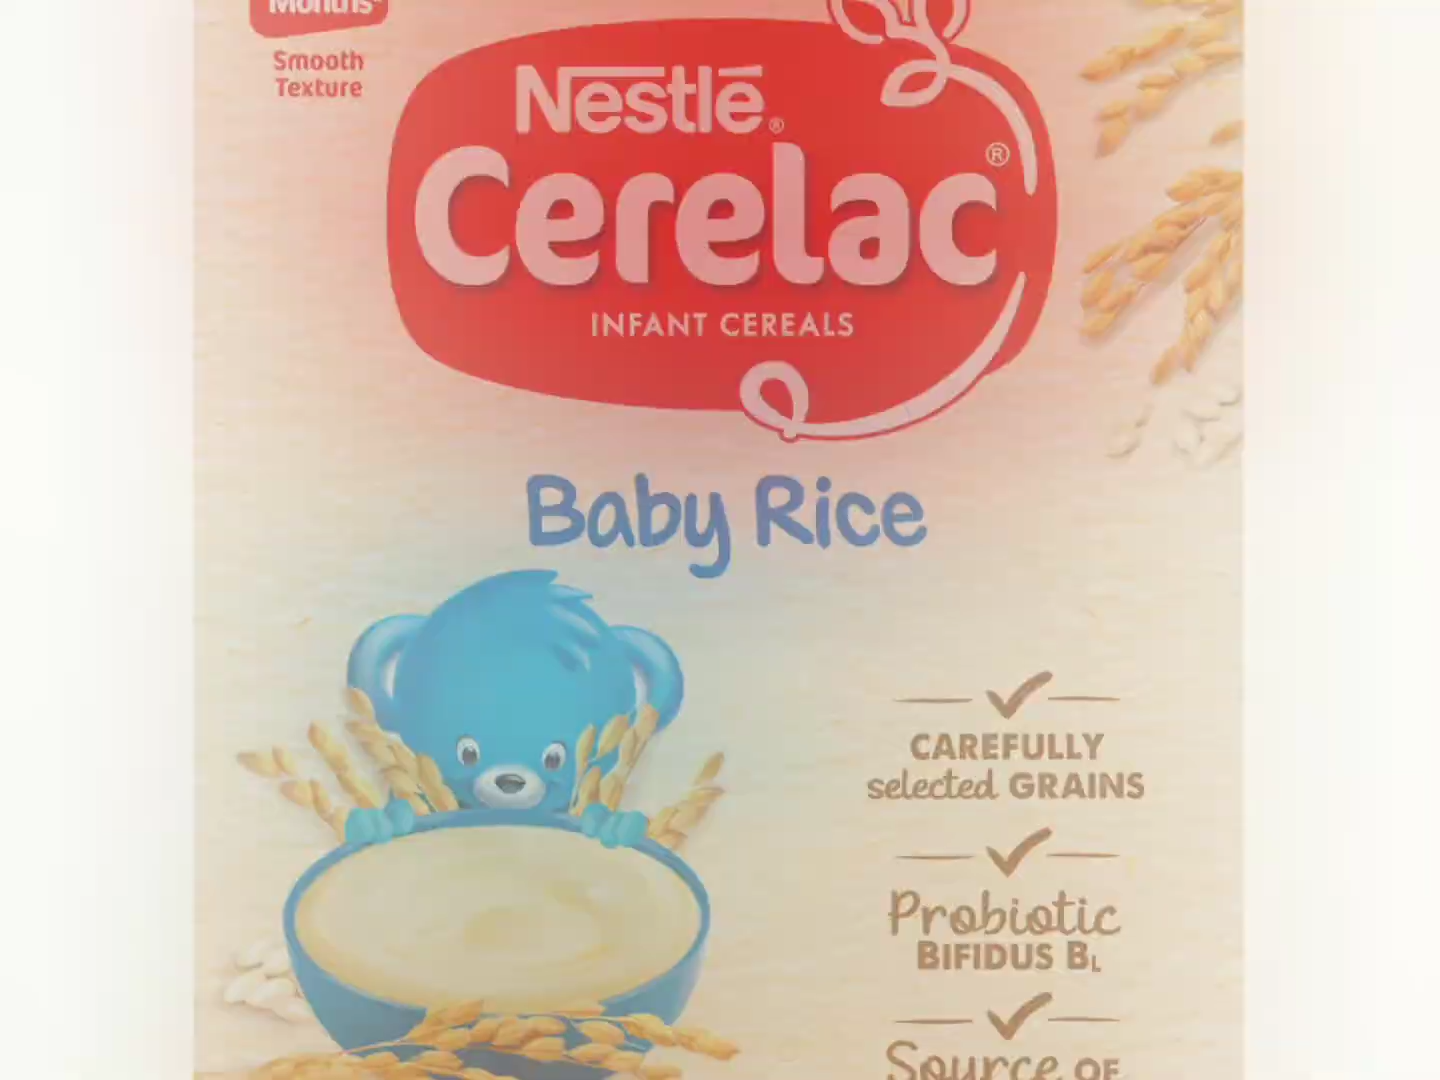 Months
Smooth
Texture
Nestlé®
Cerelac®
INFANT CEREALS
Baby Rice
CAREFULLY
selected GRAINS
Probiotic
BIFIDUS BL
Source OF